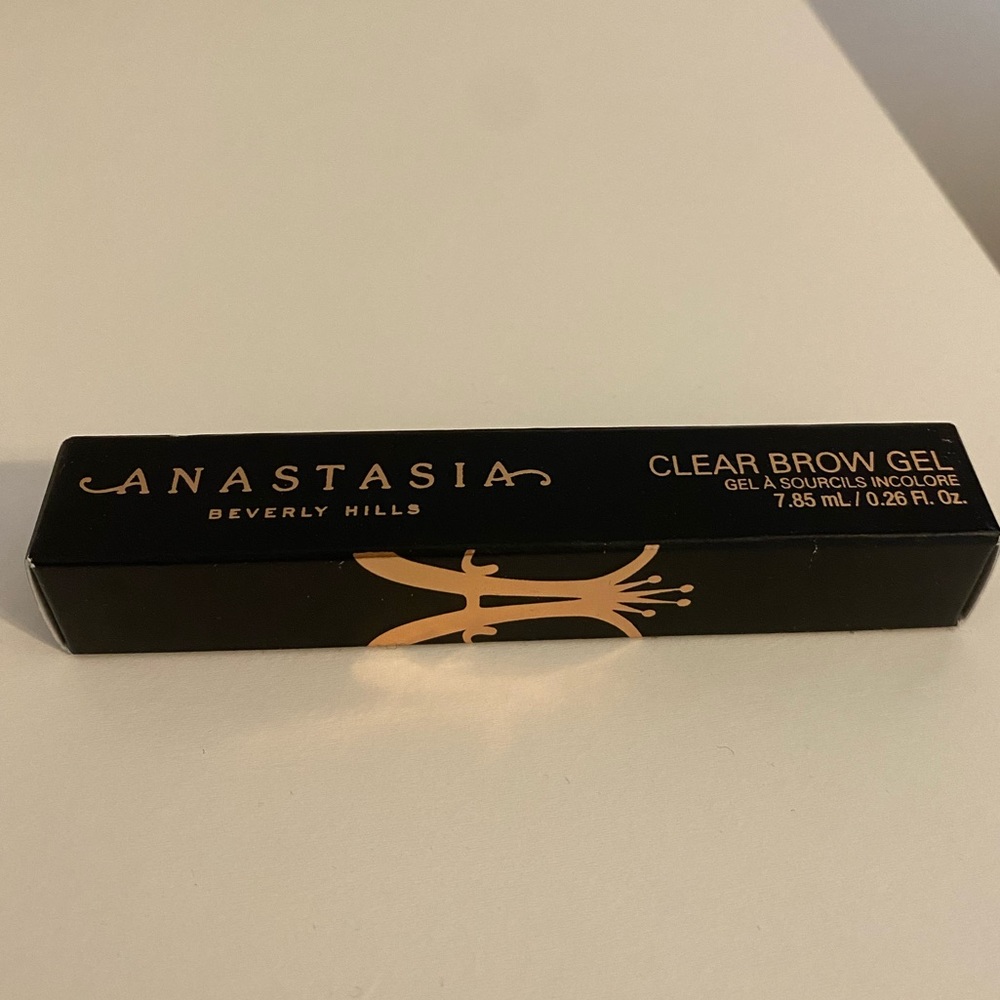 ANASTASIA
BEVERLY HILLS
CLEAR BROW GEL
GEL À SOURCILS INCOLORE
7.85 mL / 0.26 Fl. Oz.